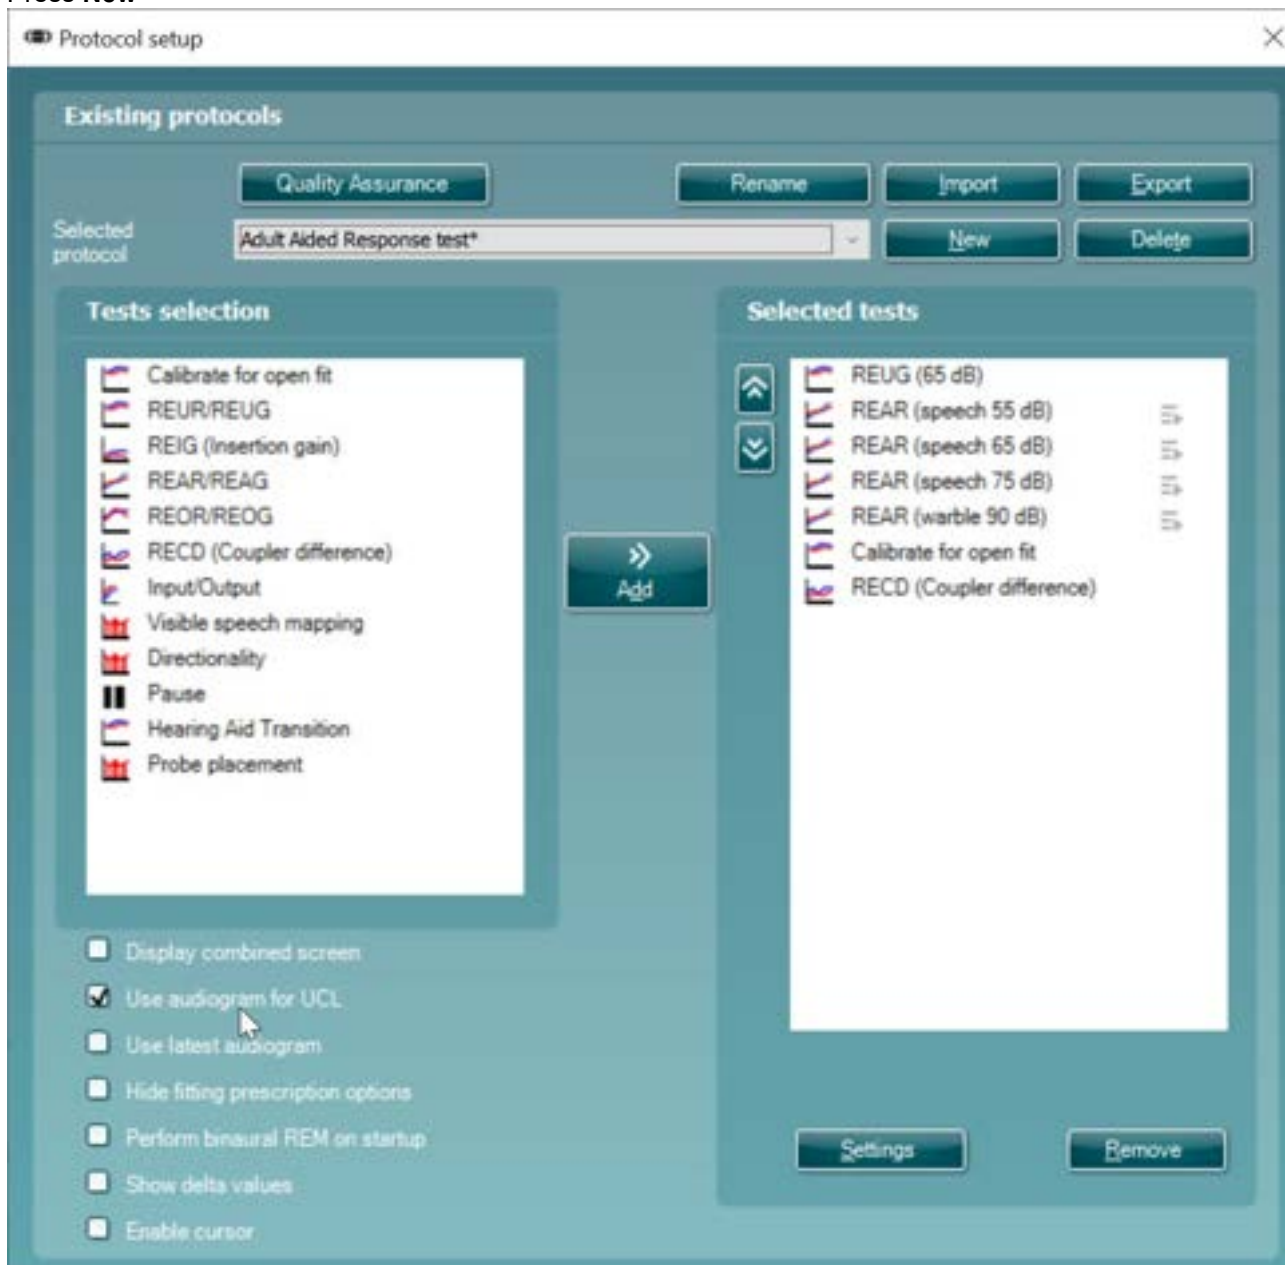 Press New
Protocol setup
Existing protocols
Quality Assurance Rename Import Export
Selected protocol Adult Aided Response test* New Delete
Tests selection
Calibrate for open fit
REUR/REUG
REIG (Insertion gain)
REAR/REAG
REOR/REOG
RECD (Coupler difference)
Input/Output
Visible speech mapping
Directionality
Pause
Hearing Aid Transition
Probe placement
Add
Selected tests
REUG (65 dB)
REAR (speech 55 dB)
REAR (speech 65 dB)
REAR (speech 75 dB)
REAR (warble 90 dB)
Calibrate for open fit
RECD (Coupler difference)
Display combined screen
Use audiogram for UCL
Use latest audiogram
Hide fitting prescription options
Perform binaural REM on startup
Show delta values
Enable cursor
Settings Remove